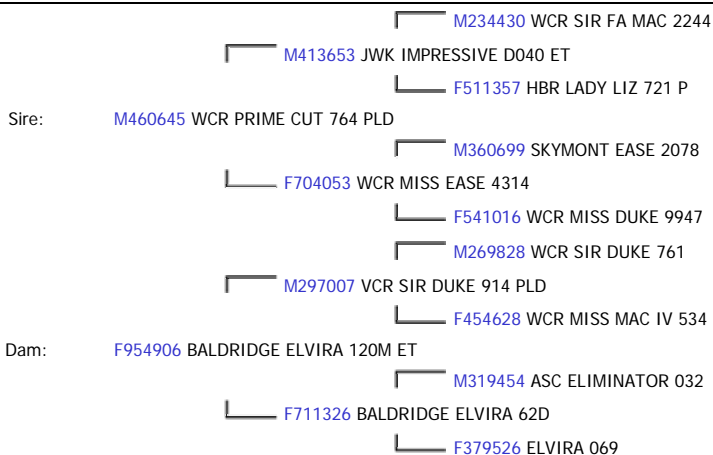 M234430 WCR SIR FA MAC 2244
M413653 JWK IMPRESSIVE D040 ET
F511357 HBR LADY LIZ 721 P
Sire: M460645 WCR PRIME CUT 764 PLD
M360699 SKYMONT EASE 2078
F704053 WCR MISS EASE 4314
F541016 WCR MISS DUKE 9947
M269828 WCR SIR DUKE 761
M297007 VCR SIR DUKE 914 PLD
F454628 WCR MISS MAC IV 534
Dam: F954906 BALDRIDGE ELVIRA 120M ET
M319454 ASC ELIMINATOR 032
F711326 BALDRIDGE ELVIRA 62D
F379526 ELVIRA 069